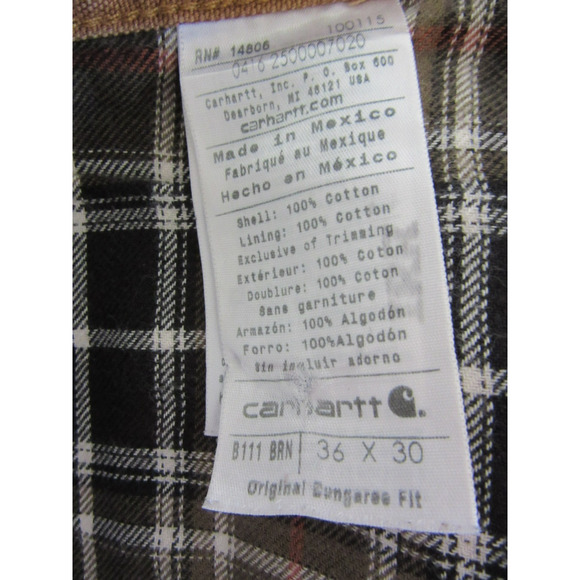 RN# 14806 100115
0416 2500007020
Carhartt, Inc. P. O. Box 600
Dearborn, MI 48121 USA
carhartt.com
Made in Mexico
Fabriqué au Mexique
Hecho en México
Shell: 100% Cotton
Lining: 100% Cotton
Exclusive of Trimming
Extérieur: 100% Coton
Doublure: 100% Coton
Sans garniture
Armazón: 100% Algodón
Forro: 100%Algodón
Sin incluir adorno
carhartt
B111 BRN 36 X 30
Original Dungaree Fit